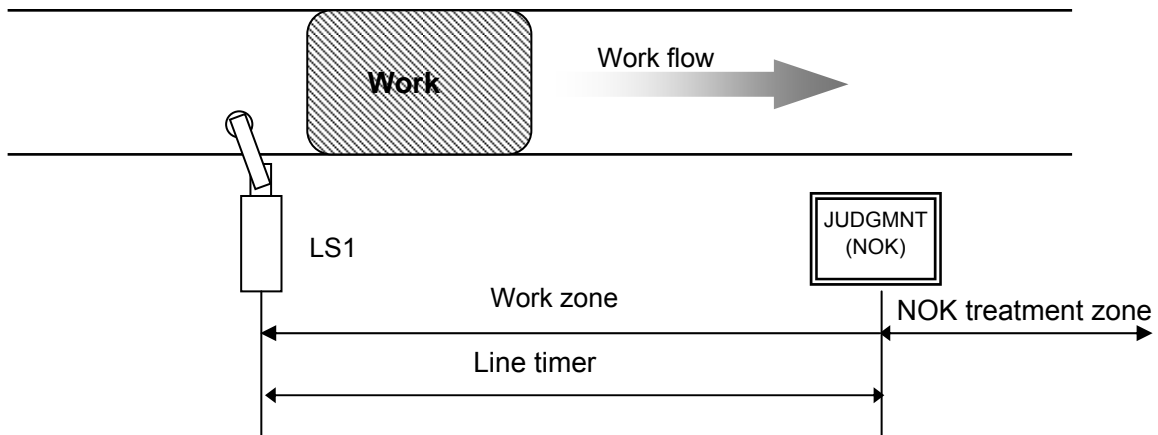 Work flow
Work
LS1
JUDGMNT
(NOK)
Work zone
NOK treatment zone
Line timer